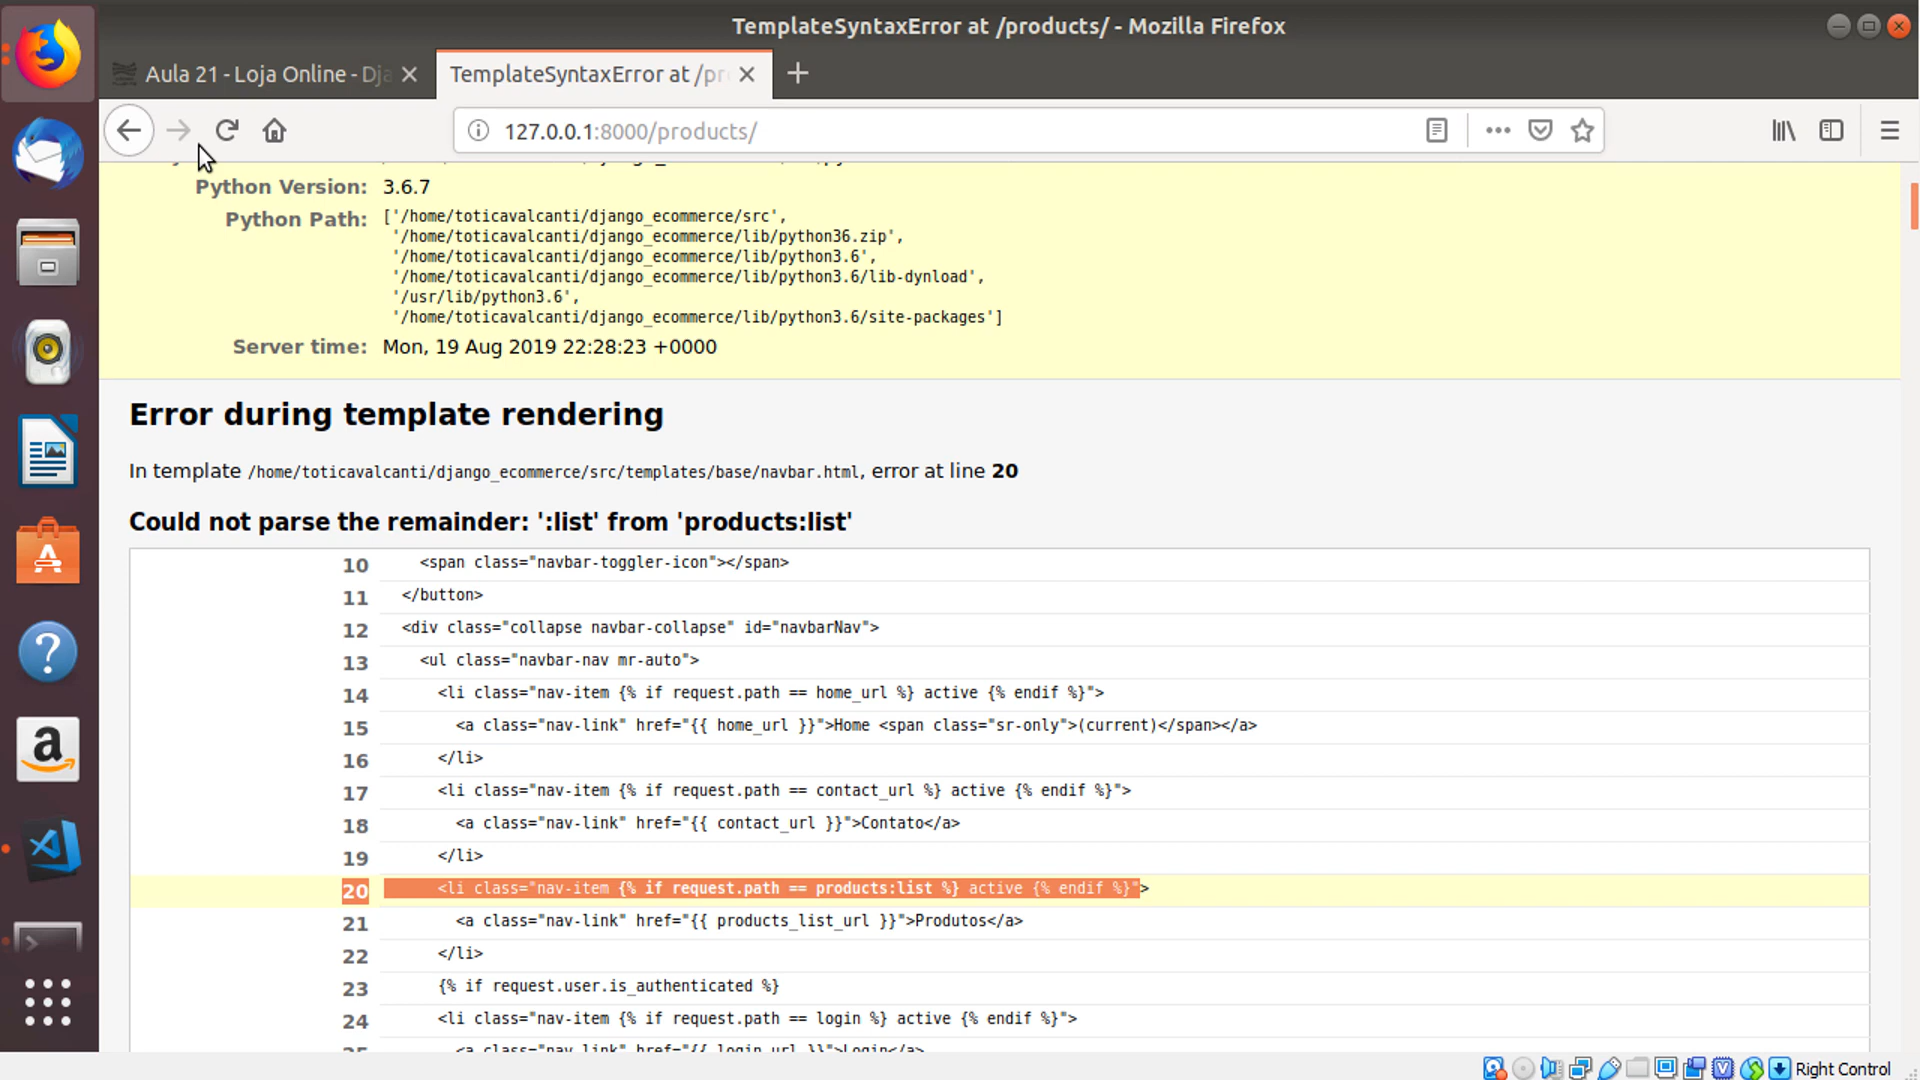 TemplateSyntaxError at /products/ - Mozilla Firefox
Aula 21 - Loja Online - Dja
TemplateSyntaxError at /pr
127.0.0.1:8000/products/
Python Version: 3.6.7
Python Path: ['/home/toticavalcanti/django_ecommerce/src',
'/home/toticavalcanti/django_ecommerce/lib/python36.zip',
'/home/toticavalcanti/django_ecommerce/lib/python3.6',
'/home/toticavalcanti/django_ecommerce/lib/python3.6/lib-dynload',
'/usr/lib/python3.6',
'/home/toticavalcanti/django_ecommerce/lib/python3.6/site-packages']
Server time: Mon, 19 Aug 2019 22:28:23 +0000
Error during template rendering
In template /home/toticavalcanti/django_ecommerce/src/templates/base/navbar.html, error at line 20
Could not parse the remainder: ':list' from 'products:list'
10 <span class="navbar-toggler-icon"></span>
11 </button>
12 <div class="collapse navbar-collapse" id="navbarNav">
13 <ul class="navbar-nav mr-auto">
14 <li class="nav-item {% if request.path == home_url %} active {% endif %}">
15 <a class="nav-link" href="{{ home_url }}">Home <span class="sr-only">(current)</span></a>
16 </li>
17 <li class="nav-item {% if request.path == contact_url %} active {% endif %}">
18 <a class="nav-link" href="{{ contact_url }}">Contato</a>
19 </li>
20 <li class="nav-item {% if request.path == products:list %} active {% endif %}">
21 <a class="nav-link" href="{{ products_list_url }}">Produtos</a>
22 </li>
23 {% if request.user.is_authenticated %}
24 <li class="nav-item {% if request.path == login %} active {% endif %}">
25 <a class="nav-link" href="{{ login_url }}">Login</a>
Right Control